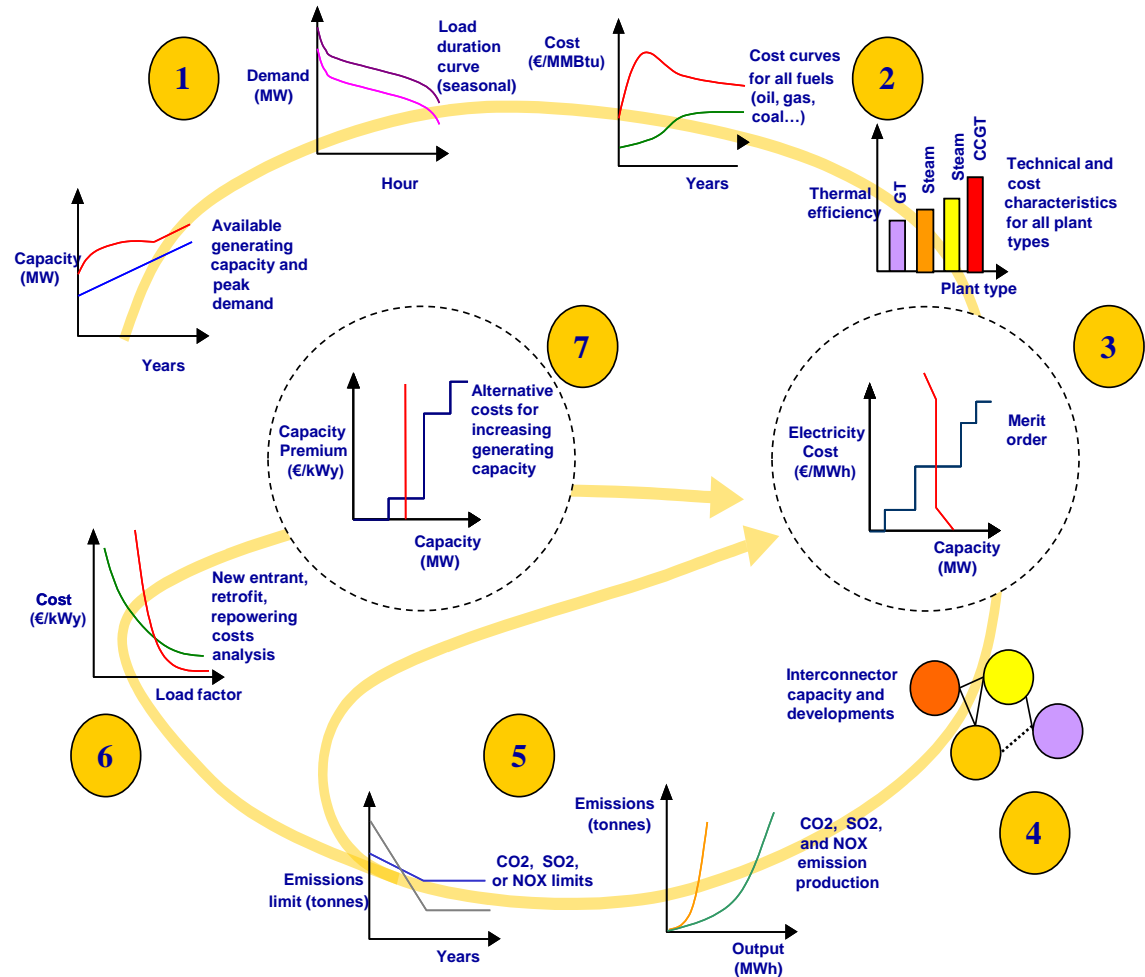 1
Demand
(MW)
Load
duration
curve
(seasonal)
Hour
Cost
(€/MMBtu)
Cost curves
for all fuels
(oil, gas,
coal…)
Years
2
Thermal
efficiency
GT
Steam
Steam
CCGT
Technical and
cost
characteristics
for all plant
types
Plant type
Capacity
(MW)
Available
generating
capacity and
peak
demand
Years
7
Capacity
Premium
(€/kWy)
Alternative
costs for
increasing
generating
capacity
Capacity
(MW)
3
Electricity
Cost
(€/MWh)
Merit
order
Capacity
(MW)
Cost
(€/kWy)
New entrant,
retrofit,
repowering
costs
analysis
Load factor
6
5
Interconnector
capacity and
developments
4
Emissions
limit (tonnes)
CO2, SO2,
or NOX limits
Years
Emissions
(tonnes)
CO2, SO2,
and NOX
emission
production
Output
(MWh)